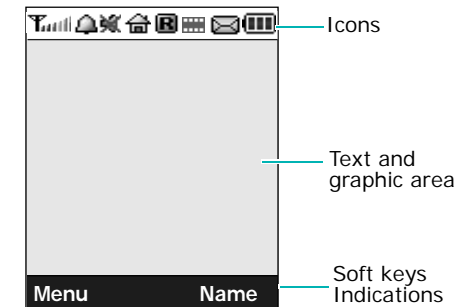 R
Icons
Text and
graphic area
Soft keys
Indications
Menu Name